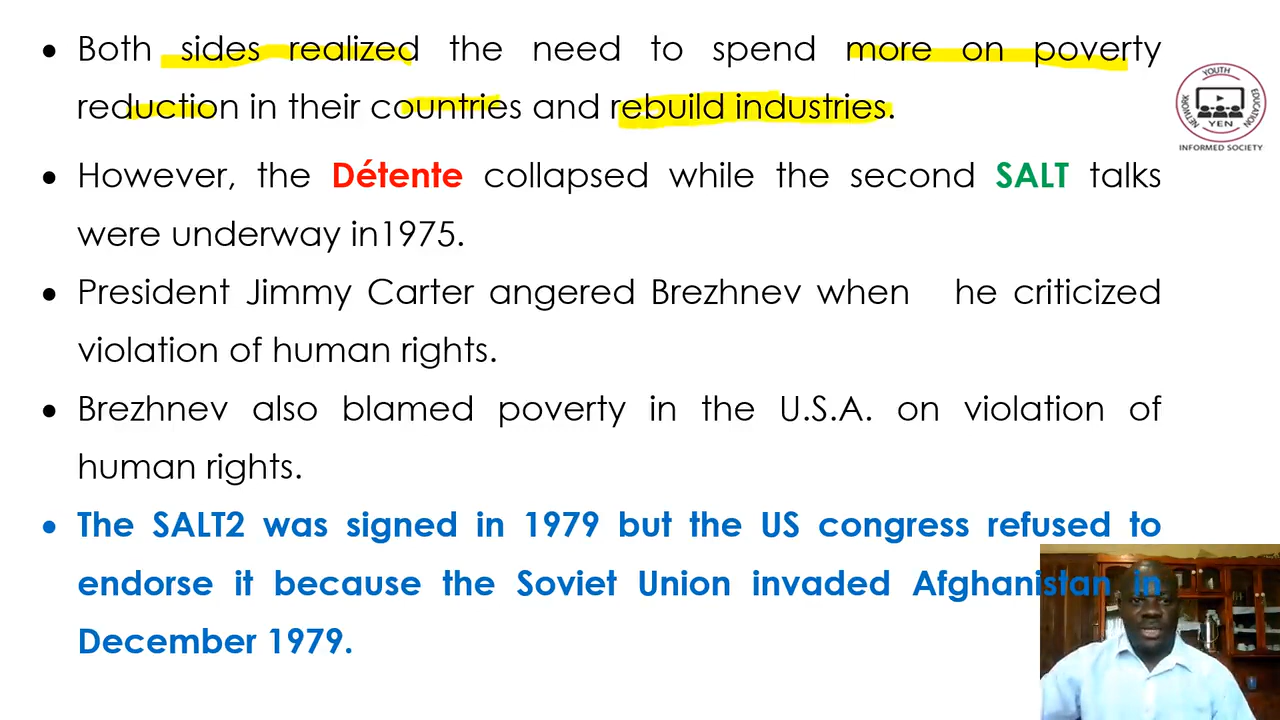 • Both sides realized the need to spend more on poverty
reduction in their countries and rebuild industries.
• However, the Détente collapsed while the second SALT talks
were underway in1975.
• President Jimmy Carter angered Brezhnev when he criticized
violation of human rights.
• Brezhnev also blamed poverty in the U.S.A. on violation of
human rights.
• The SALT2 was signed in 1979 but the US congress refused to
endorse it because the Soviet Union invaded Afghanistan in
December 1979.
YOUTH
EDUCATION
NETWORK
YEN
INFORMED SOCIETY